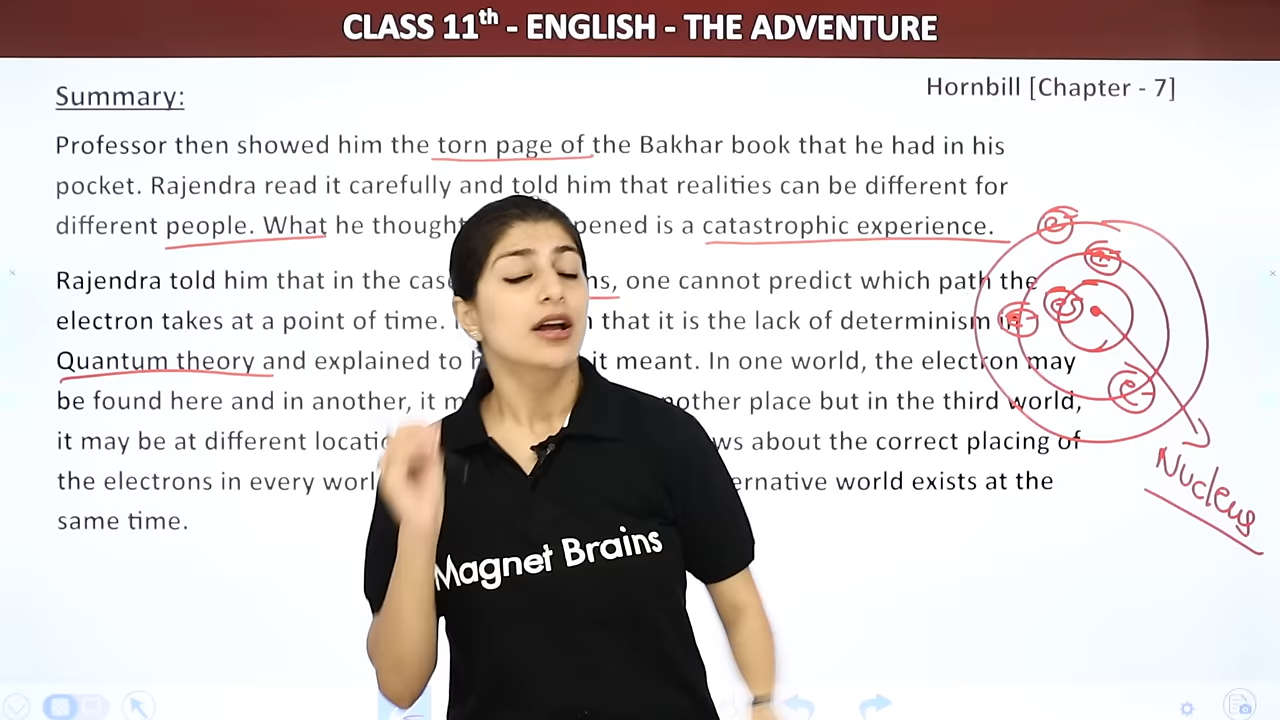 CLASS 11th - ENGLISH - THE ADVENTURE
Hornbill [Chapter - 7]
Summary:
Professor then showed him the torn page of the Bakhar book that he had in his
pocket. Rajendra read it carefully and told him that realities can be different for
different people. What he thought pened is a catastrophic experience.
Rajendra told him that in the cas ns, one cannot predict which path the
electron takes at a point of time. that it is the lack of determinism in
Quantum theory and explained to it meant. In one world, the electron may
be found here and in another, it m nother place but in the third world,
it may be at different locatio ws about the correct placing of
the electrons in every worl ernative world exists at the
same time.
e-
e-
e-
e-
e-
Nucleus
Magnet Brains